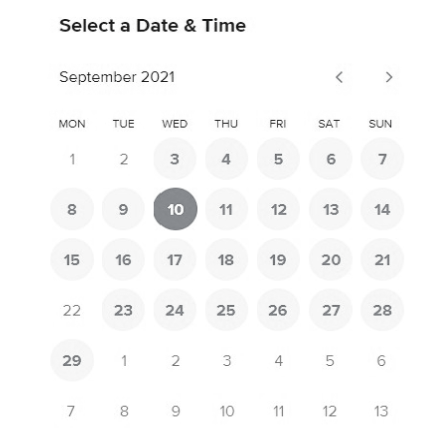 Select a Date & Time
September 2021
MON TUE WED THU FRI SAT SUN
1 2 3 4 5 6 7
8 9 10 11 12 13 14
15 16 17 18 19 20 21
22 23 24 25 26 27 28
29 1 2 3 4 5 6
7 8 9 10 11 12 13